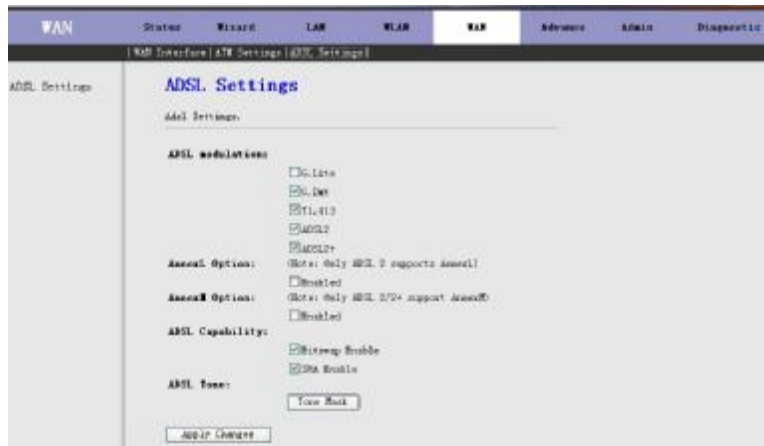 WAN Status Wizard LAN WLAN WAN Advance Admin Diagnostic
| WAN Interface | ATM Settings | ADSL Settings |
ADSL Settings
ADSL Settings
Adsl Settings.
ADSL modulation:
G.Lite
G.Dmt
T1.413
ADSL2
ADSL2+
AnnexL Option: (Note: Only ADSL 2 supports AnnexL)
Enabled
AnnexM Option: (Note: Only ADSL 2/2+ support AnnexM)
Enabled
ADSL Capability:
Bitswap Enable
SRA Enable
ADSL Tone:
Tone Mask
Apply Changes